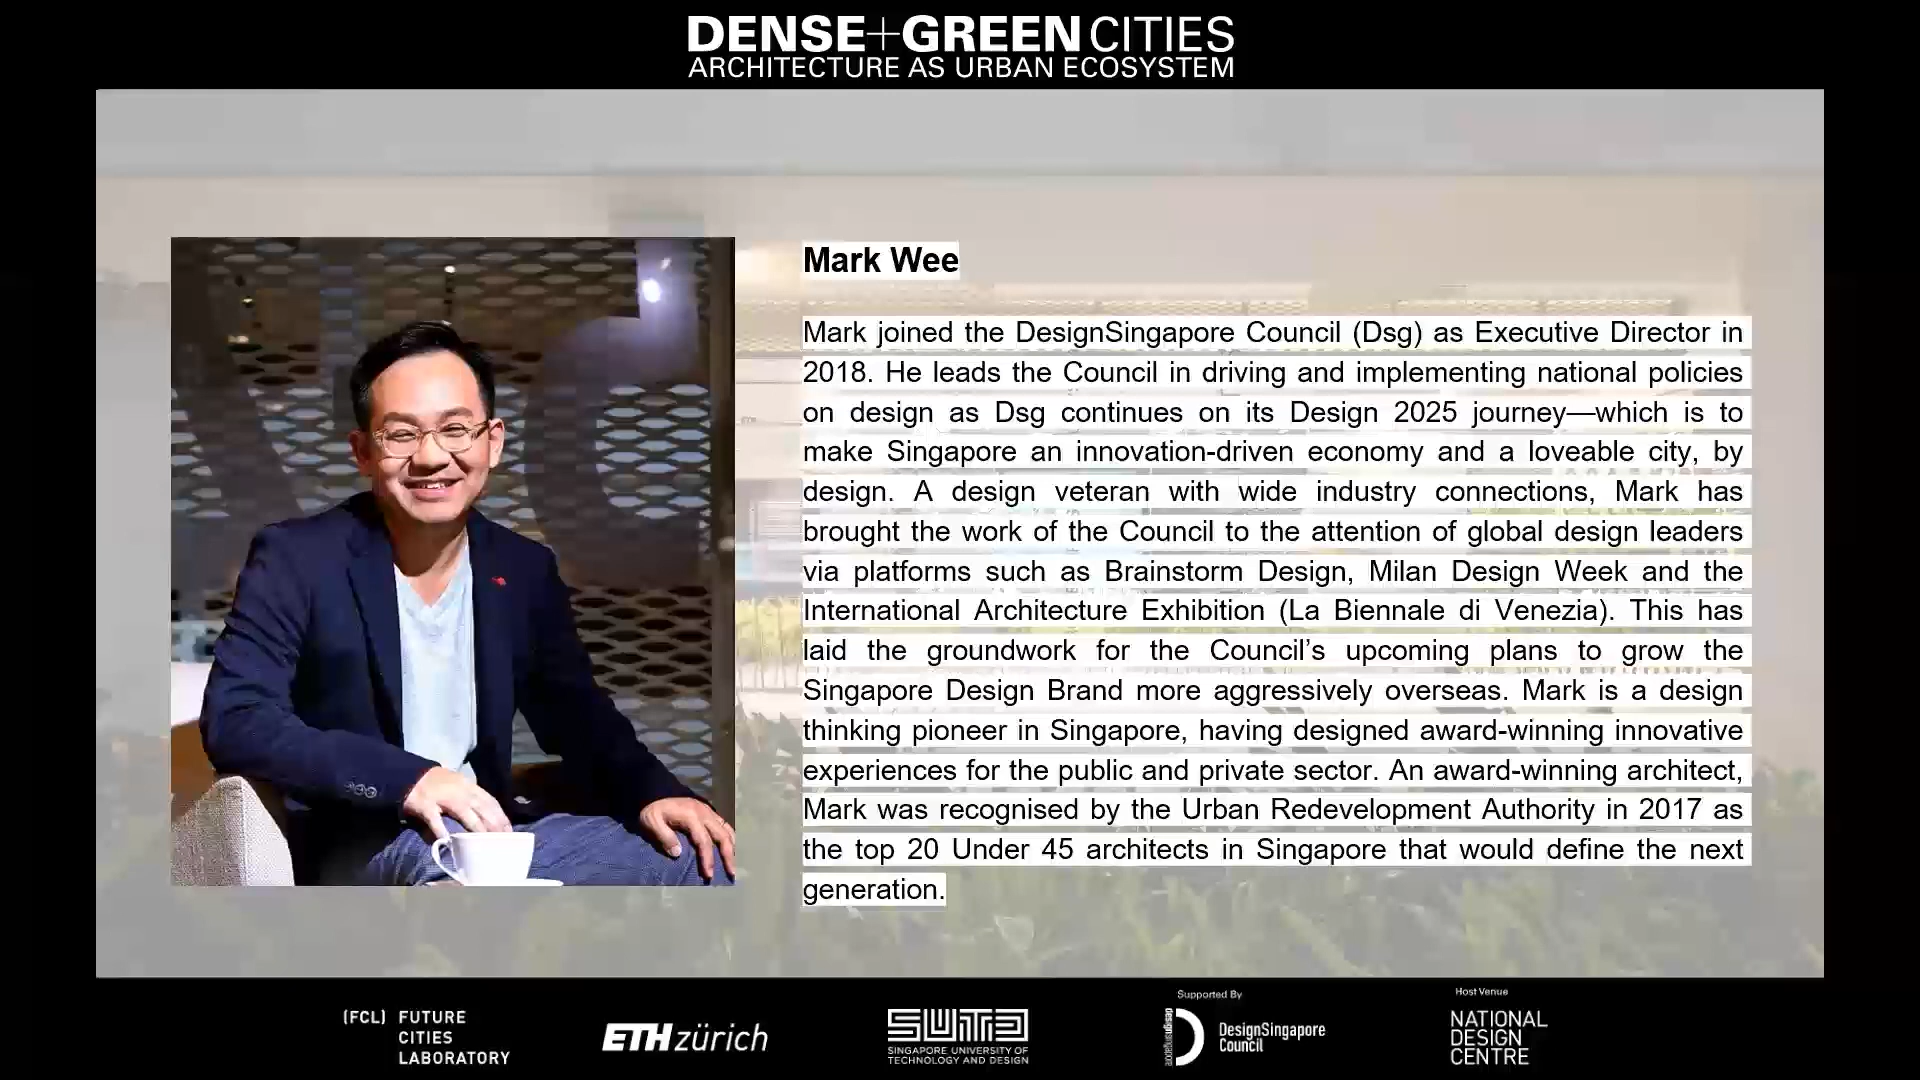 DENSE+GREEN CITIES
ARCHITECTURE AS URBAN ECOSYSTEM
Mark Wee
Mark joined the DesignSingapore Council (Dsg) as Executive Director in
2018. He leads the Council in driving and implementing national policies
on design as Dsg continues on its Design 2025 journey—which is to
make Singapore an innovation-driven economy and a loveable city, by
design. A design veteran with wide industry connections, Mark has
brought the work of the Council to the attention of global design leaders
via platforms such as Brainstorm Design, Milan Design Week and the
International Architecture Exhibition (La Biennale di Venezia). This has
laid the groundwork for the Council’s upcoming plans to grow the
Singapore Design Brand more aggressively overseas. Mark is a design
thinking pioneer in Singapore, having designed award-winning innovative
experiences for the public and private sector. An award-winning architect,
Mark was recognised by the Urban Redevelopment Authority in 2017 as
the top 20 Under 45 architects in Singapore that would define the next
generation.
(FCL) FUTURE
CITIES
LABORATORY
ETH zürich
SUTD
SINGAPORE UNIVERSITY OF
TECHNOLOGY AND DESIGN
Supported By
designsingapore
DesignSingapore
Council
Host Venue
NATIONAL
DESIGN
CENTRE